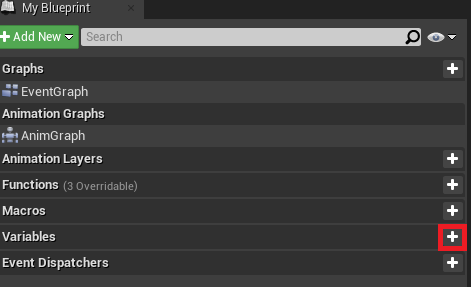 My Blueprint
Add New Search
Graphs
EventGraph
Animation Graphs
AnimGraph
Animation Layers
Functions (3 Overridable)
Macros
Variables
Event Dispatchers